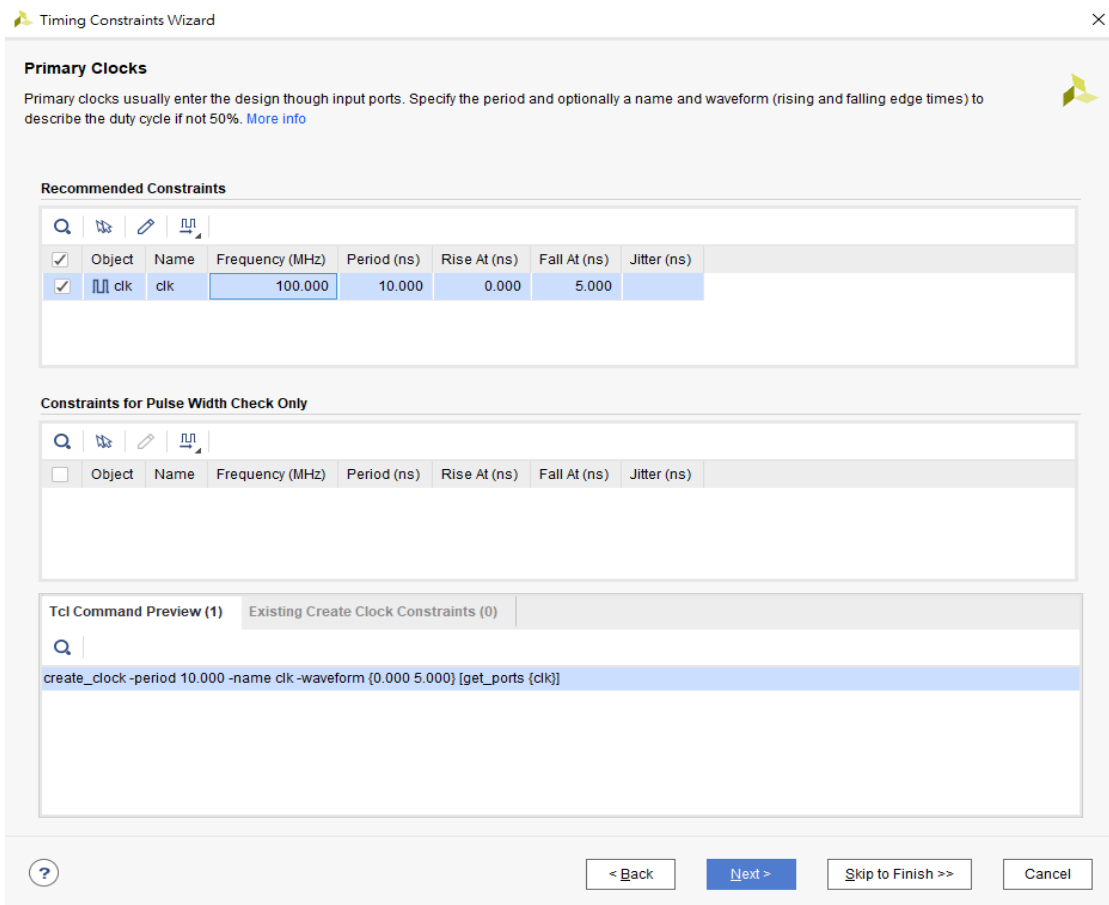 Timing Constraints Wizard
Primary Clocks
Primary clocks usually enter the design though input ports. Specify the period and optionally a name and waveform (rising and falling edge times) to
describe the duty cycle if not 50%. More info
Recommended Constraints
Object Name Frequency (MHz) Period (ns) Rise At (ns) Fall At (ns) Jitter (ns)
clk clk 100.000 10.000 0.000 5.000
Constraints for Pulse Width Check Only
Object Name Frequency (MHz) Period (ns) Rise At (ns) Fall At (ns) Jitter (ns)
Tcl Command Preview (1) Existing Create Clock Constraints (0)
create_clock -period 10.000 -name clk -waveform {0.000 5.000} [get_ports {clk}]
? < Back Next > Skip to Finish >> Cancel